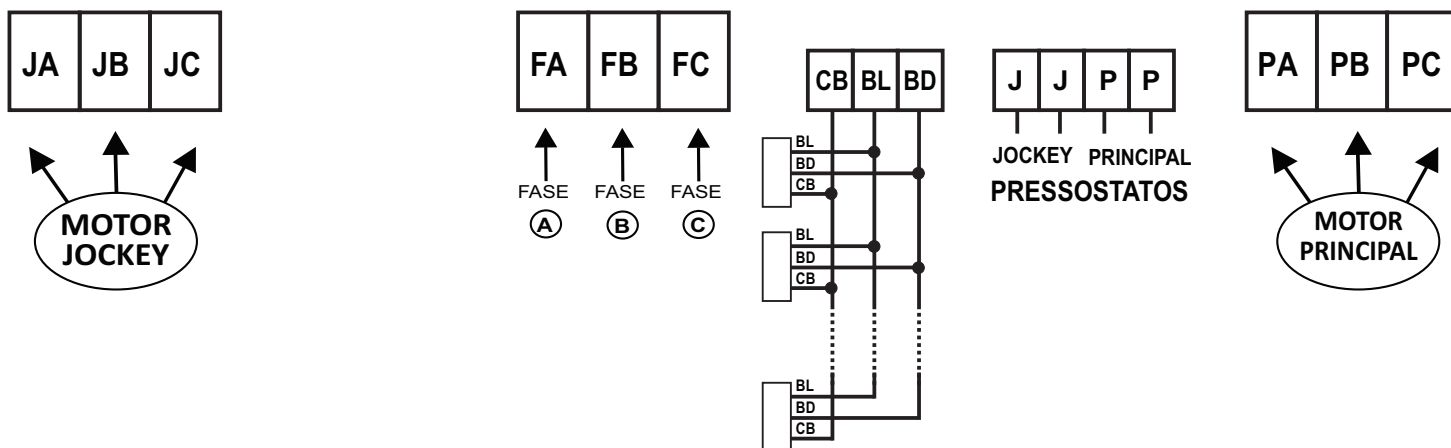 JA JB JC
MOTOR
JOCKEY
FA FB FC
FASE FASE FASE
A B C
CB BL BD
BL
BD
CB
BL
BD
CB
BL
BD
CB
J J P P
JOCKEY PRINCIPAL
PRESSOSTATOS
PA PB PC
MOTOR
PRINCIPAL